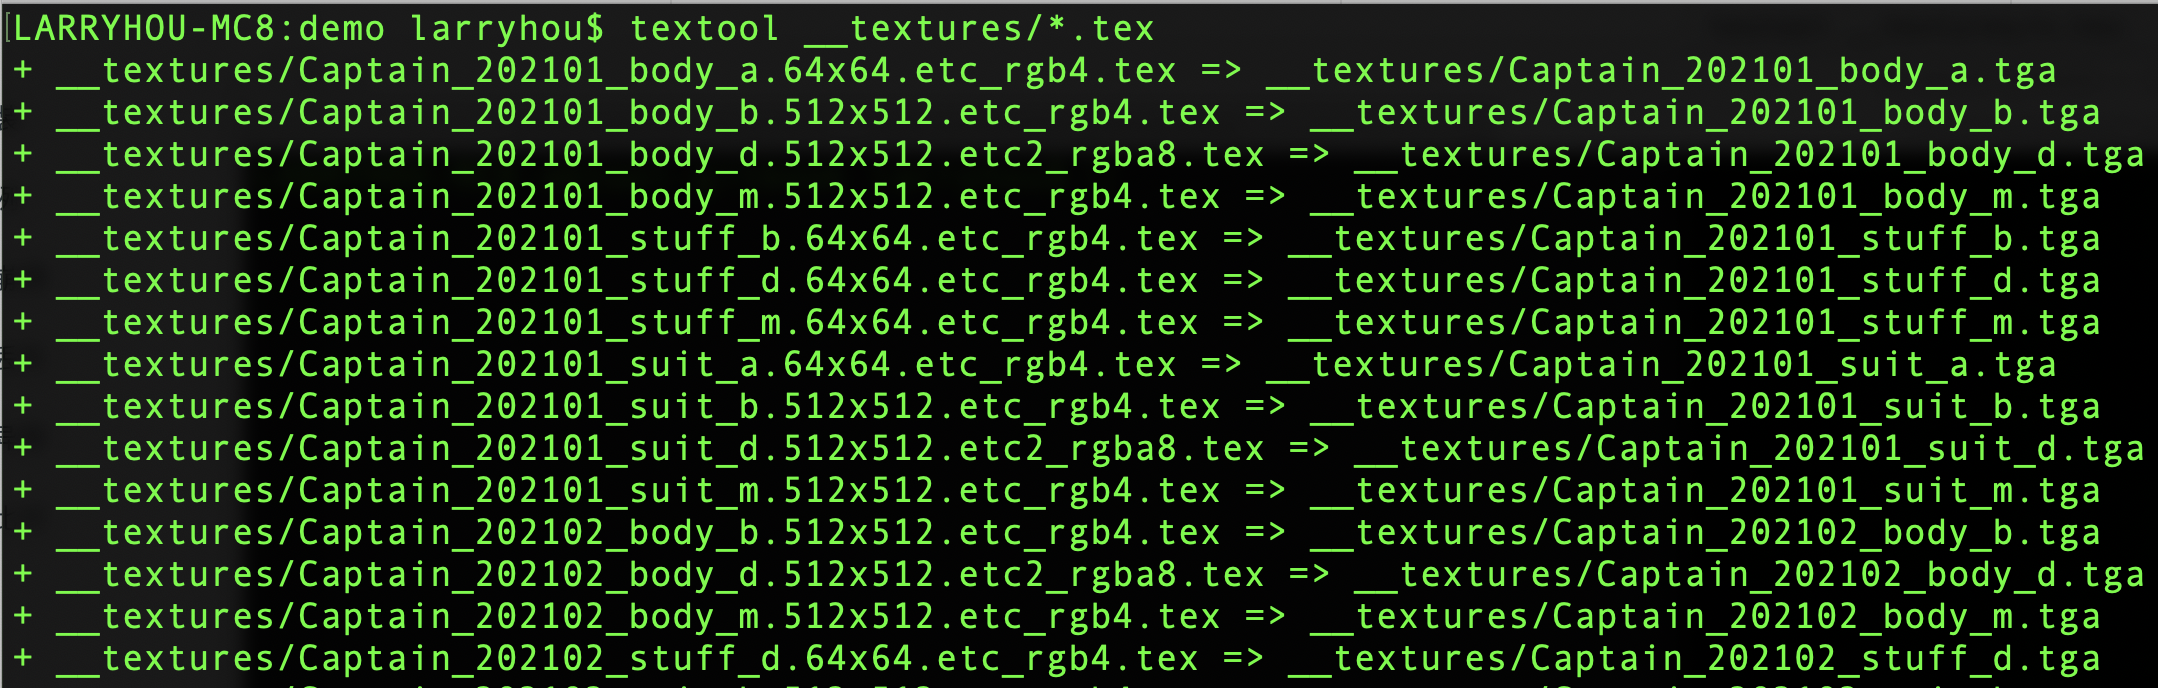 LARRYHOU-MC8:demo larryhou$ textool __textures/*.tex
+ __textures/Captain_202101_body_a.64x64.etc_rgb4.tex => __textures/Captain_202101_body_a.tga
+ __textures/Captain_202101_body_b.512x512.etc_rgb4.tex => __textures/Captain_202101_body_b.tga
+ __textures/Captain_202101_body_d.512x512.etc2_rgba8.tex => __textures/Captain_202101_body_d.tga
+ __textures/Captain_202101_body_m.512x512.etc_rgb4.tex => __textures/Captain_202101_body_m.tga
+ __textures/Captain_202101_stuff_b.64x64.etc_rgb4.tex => __textures/Captain_202101_stuff_b.tga
+ __textures/Captain_202101_stuff_d.64x64.etc_rgb4.tex => __textures/Captain_202101_stuff_d.tga
+ __textures/Captain_202101_stuff_m.64x64.etc_rgb4.tex => __textures/Captain_202101_stuff_m.tga
+ __textures/Captain_202101_suit_a.64x64.etc_rgb4.tex => __textures/Captain_202101_suit_a.tga
+ __textures/Captain_202101_suit_b.512x512.etc_rgb4.tex => __textures/Captain_202101_suit_b.tga
+ __textures/Captain_202101_suit_d.512x512.etc2_rgba8.tex => __textures/Captain_202101_suit_d.tga
+ __textures/Captain_202101_suit_m.512x512.etc_rgb4.tex => __textures/Captain_202101_suit_m.tga
+ __textures/Captain_202102_body_b.512x512.etc_rgb4.tex => __textures/Captain_202102_body_b.tga
+ __textures/Captain_202102_body_d.512x512.etc2_rgba8.tex => __textures/Captain_202102_body_d.tga
+ __textures/Captain_202102_body_m.512x512.etc_rgb4.tex => __textures/Captain_202102_body_m.tga
+ __textures/Captain_202102_stuff_d.64x64.etc_rgb4.tex => __textures/Captain_202102_stuff_d.tga